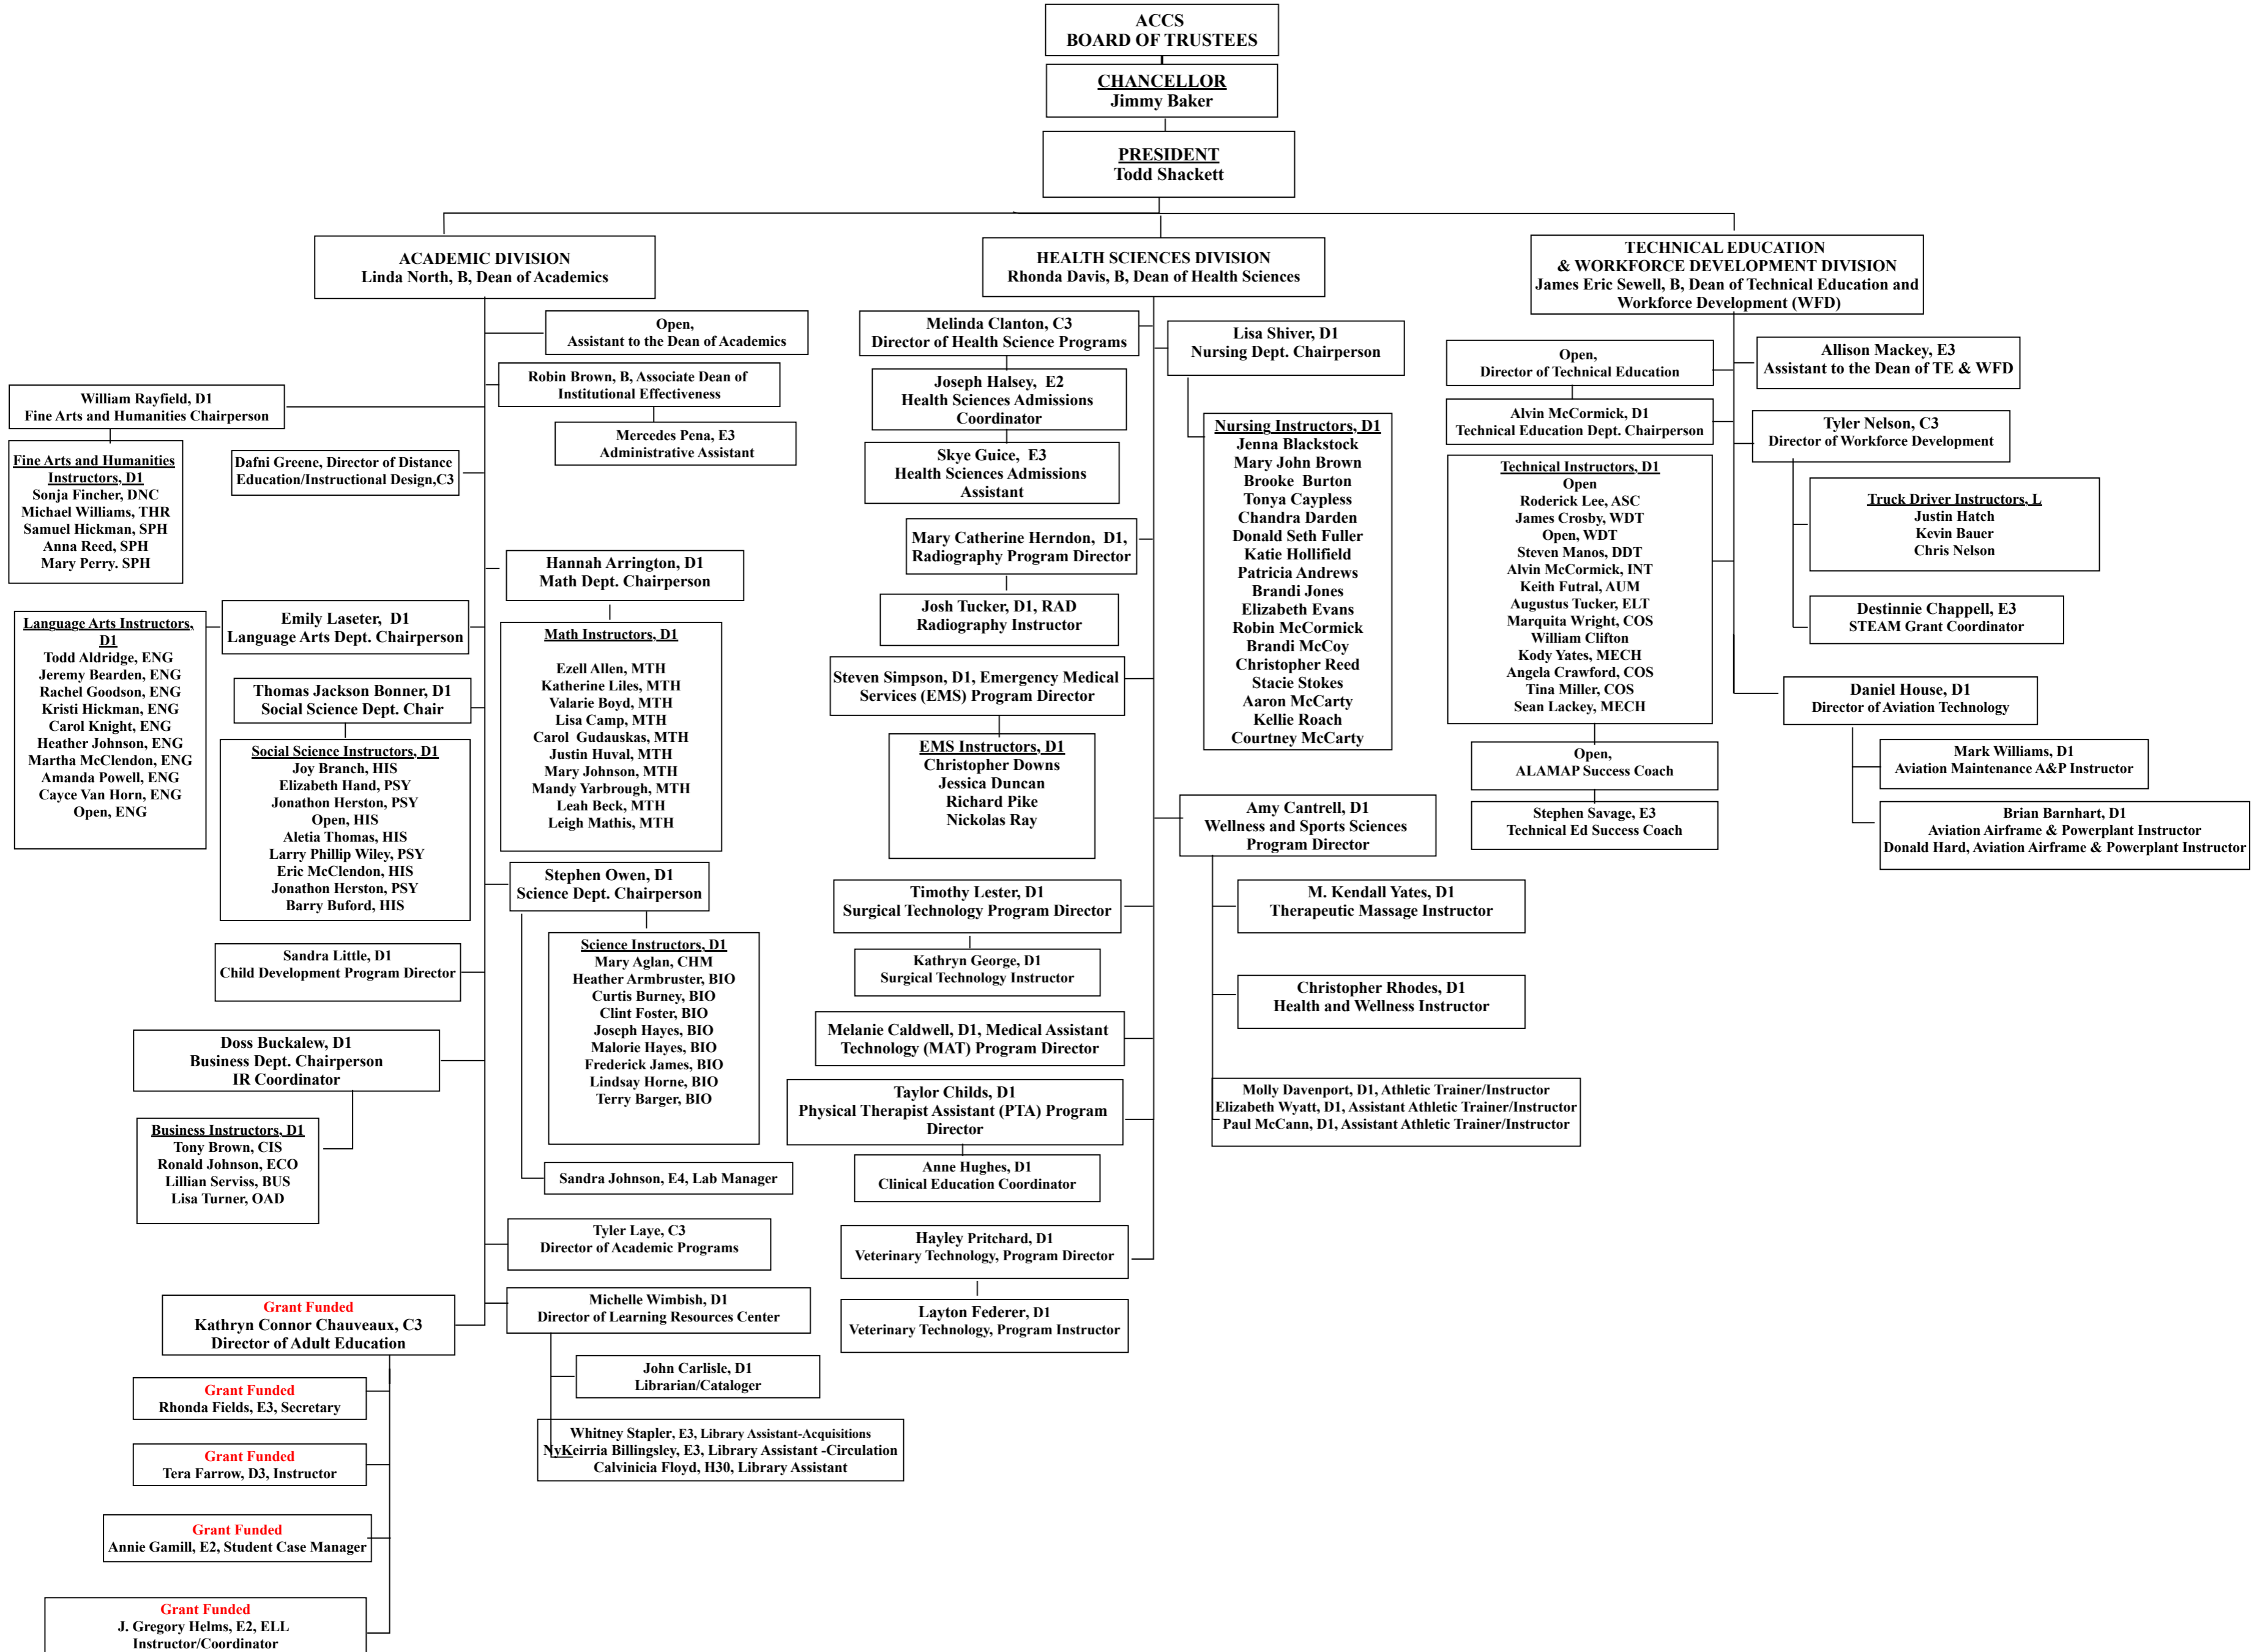 ACCS
BOARD OF TRUSTEES
CHANCELLOR
Jimmy Baker
PRESIDENT
Todd Shackett
ACADEMIC DIVISION
Linda North, B, Dean of Academics
Open,
Assistant to the Dean of Academics
Robin Brown, B, Associate Dean of
Institutional Effectiveness
Mercedes Pena, E3
Administrative Assistant
William Rayfield, D1
Fine Arts and Humanities Chairperson
Fine Arts and Humanities
Instructors, D1
Sonja Fincher, DNC
Michael Williams, THR
Samuel Hickman, SPH
Anna Reed, SPH
Mary Perry. SPH
Dafni Greene, Director of Distance
Education/Instructional Design,C3
Hannah Arrington, D1
Math Dept. Chairperson
Math Instructors, D1
Ezell Allen, MTH
Katherine Liles, MTH
Valarie Boyd, MTH
Lisa Camp, MTH
Carol Gudauskas, MTH
Justin Huval, MTH
Mary Johnson, MTH
Mandy Yarbrough, MTH
Leah Beck, MTH
Leigh Mathis, MTH
Emily Laseter, D1
Language Arts Dept. Chairperson
Language Arts Instructors,
D1
Todd Aldridge, ENG
Jeremy Bearden, ENG
Rachel Goodson, ENG
Kristi Hickman, ENG
Carol Knight, ENG
Heather Johnson, ENG
Martha McClendon, ENG
Amanda Powell, ENG
Cayce Van Horn, ENG
Open, ENG
Thomas Jackson Bonner, D1
Social Science Dept. Chair
Social Science Instructors, D1
Joy Branch, HIS
Elizabeth Hand, PSY
Jonathon Herston, PSY
Open, HIS
Aletia Thomas, HIS
Larry Phillip Wiley, PSY
Eric McClendon, HIS
Jonathon Herston, PSY
Barry Buford, HIS
Stephen Owen, D1
Science Dept. Chairperson
Science Instructors, D1
Mary Aglan, CHM
Heather Armbruster, BIO
Curtis Burney, BIO
Clint Foster, BIO
Joseph Hayes, BIO
Malorie Hayes, BIO
Frederick James, BIO
Lindsay Horne, BIO
Terry Barger, BIO
Sandra Johnson, E4, Lab Manager
Sandra Little, D1
Child Development Program Director
Doss Buckalew, D1
Business Dept. Chairperson
IR Coordinator
Business Instructors, D1
Tony Brown, CIS
Ronald Johnson, ECO
Lillian Serviss, BUS
Lisa Turner, OAD
Tyler Laye, C3
Director of Academic Programs
Michelle Wimbish, D1
Director of Learning Resources Center
John Carlisle, D1
Librarian/Cataloger
Whitney Stapler, E3, Library Assistant-Acquisitions
NyKeirria Billingsley, E3, Library Assistant -Circulation
Calvinicia Floyd, H30, Library Assistant
Grant Funded
Kathryn Connor Chauveaux, C3
Director of Adult Education
Grant Funded
Rhonda Fields, E3, Secretary
Grant Funded
Tera Farrow, D3, Instructor
Grant Funded
Annie Gamill, E2, Student Case Manager
Grant Funded
J. Gregory Helms, E2, ELL
Instructor/Coordinator
HEALTH SCIENCES DIVISION
Rhonda Davis, B, Dean of Health Sciences
Melinda Clanton, C3
Director of Health Science Programs
Joseph Halsey, E2
Health Sciences Admissions
Coordinator
Skye Guice, E3
Health Sciences Admissions
Assistant
Lisa Shiver, D1
Nursing Dept. Chairperson
Nursing Instructors, D1
Jenna Blackstock
Mary John Brown
Brooke Burton
Tonya Caypless
Chandra Darden
Donald Seth Fuller
Katie Hollifield
Patricia Andrews
Brandi Jones
Elizabeth Evans
Robin McCormick
Brandi McCoy
Christopher Reed
Stacie Stokes
Aaron McCarty
Kellie Roach
Courtney McCarty
Mary Catherine Herndon, D1,
Radiography Program Director
Josh Tucker, D1, RAD
Radiography Instructor
Steven Simpson, D1, Emergency Medical
Services (EMS) Program Director
EMS Instructors, D1
Christopher Downs
Jessica Duncan
Richard Pike
Nickolas Ray
Amy Cantrell, D1
Wellness and Sports Sciences
Program Director
M. Kendall Yates, D1
Therapeutic Massage Instructor
Christopher Rhodes, D1
Health and Wellness Instructor
Molly Davenport, D1, Athletic Trainer/Instructor
Elizabeth Wyatt, D1, Assistant Athletic Trainer/Instructor
Paul McCann, D1, Assistant Athletic Trainer/Instructor
Timothy Lester, D1
Surgical Technology Program Director
Kathryn George, D1
Surgical Technology Instructor
Melanie Caldwell, D1, Medical Assistant
Technology (MAT) Program Director
Taylor Childs, D1
Physical Therapist Assistant (PTA) Program
Director
Anne Hughes, D1
Clinical Education Coordinator
Hayley Pritchard, D1
Veterinary Technology, Program Director
Layton Federer, D1
Veterinary Technology, Program Instructor
TECHNICAL EDUCATION
& WORKFORCE DEVELOPMENT DIVISION
James Eric Sewell, B, Dean of Technical Education and
Workforce Development (WFD)
Open,
Director of Technical Education
Alvin McCormick, D1
Technical Education Dept. Chairperson
Technical Instructors, D1
Open
Roderick Lee, ASC
James Crosby, WDT
Open, WDT
Steven Manos, DDT
Alvin McCormick, INT
Keith Futral, AUM
Augustus Tucker, ELT
Marquita Wright, COS
William Clifton
Kody Yates, MECH
Angela Crawford, COS
Tina Miller, COS
Sean Lackey, MECH
Open,
ALAMAP Success Coach
Stephen Savage, E3
Technical Ed Success Coach
Allison Mackey, E3
Assistant to the Dean of TE & WFD
Tyler Nelson, C3
Director of Workforce Development
Truck Driver Instructors, L
Justin Hatch
Kevin Bauer
Chris Nelson
Destinnie Chappell, E3
STEAM Grant Coordinator
Daniel House, D1
Director of Aviation Technology
Mark Williams, D1
Aviation Maintenance A&P Instructor
Brian Barnhart, D1
Aviation Airframe & Powerplant Instructor
Donald Hard, Aviation Airframe & Powerplant Instructor